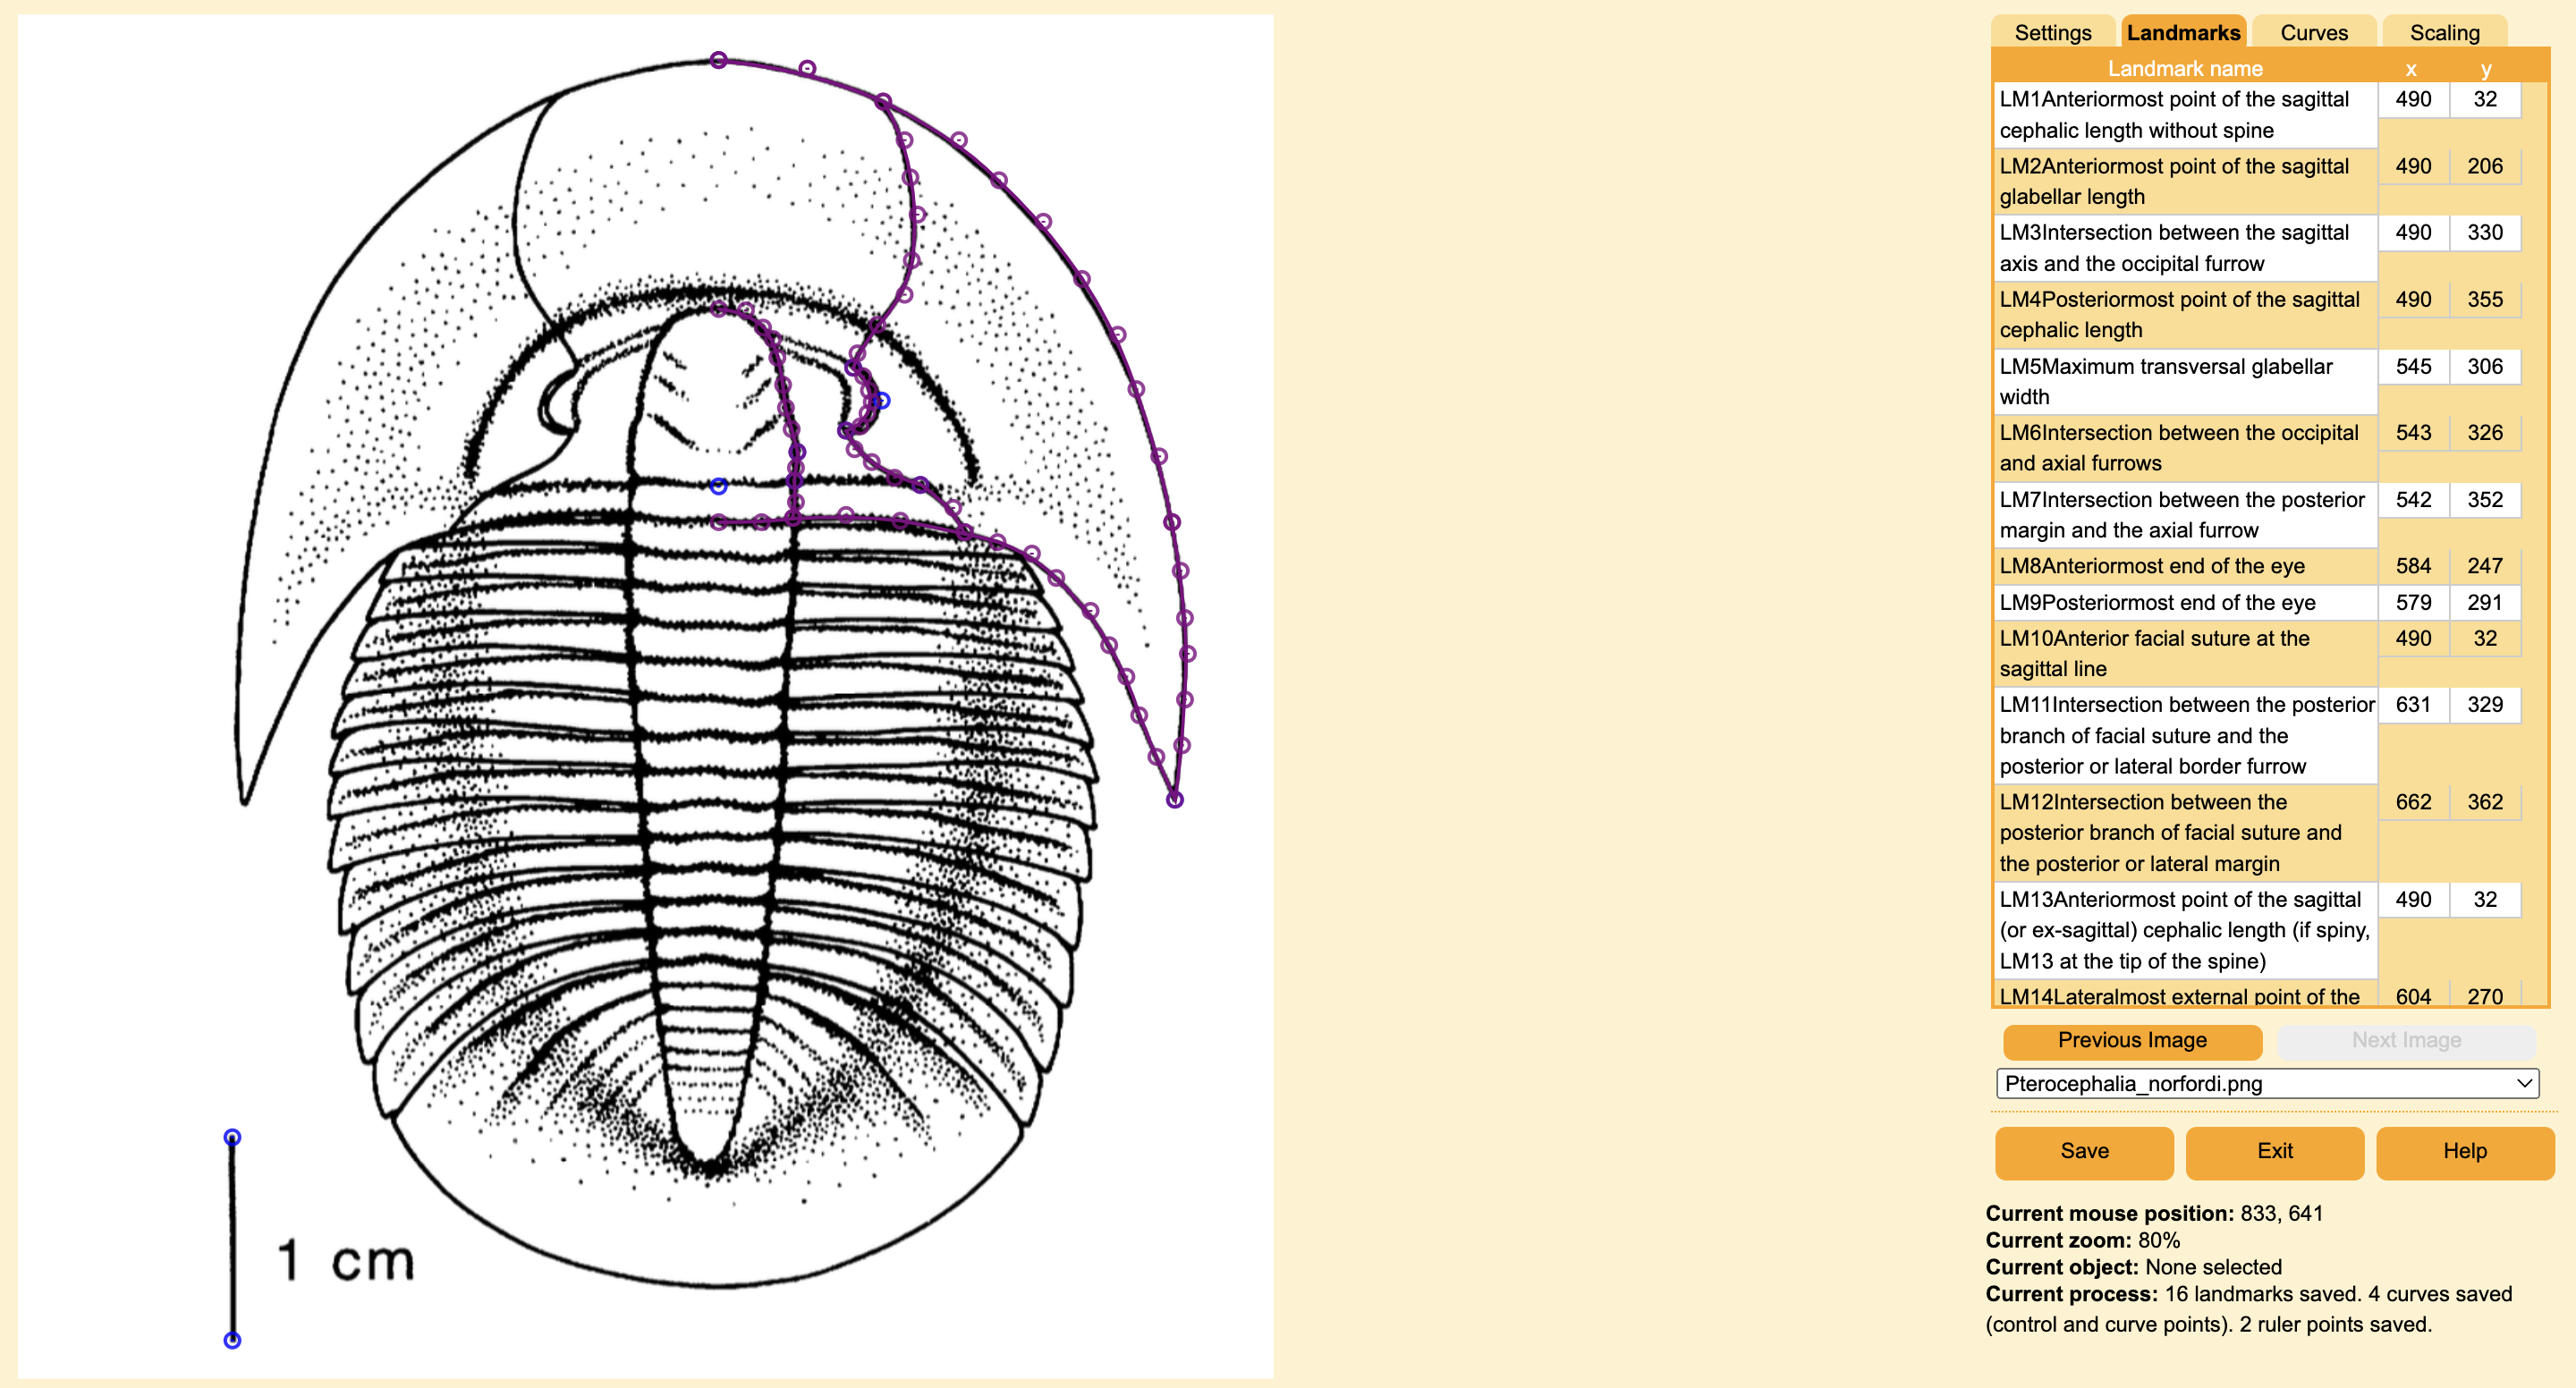 Settings Landmarks Curves Scaling
Landmark name x y
LM1Anteriormost point of the sagittal 490 32
cephalic length without spine
LM2Anteriormost point of the sagittal 490 206
glabellar length
LM3Intersection between the sagittal 490 330
axis and the occipital furrow
LM4Posteriormost point of the sagittal 490 355
cephalic length
LM5Maximum transversal glabellar 545 306
width
LM6Intersection between the occipital 543 326
and axial furrows
LM7Intersection between the posterior 542 352
margin and the axial furrow
LM8Anteriormost end of the eye 584 247
LM9Posteriormost end of the eye 579 291
LM10Anterior facial suture at the 490 32
sagittal line
LM11Intersection between the posterior 631 329
branch of facial suture and the
posterior or lateral border furrow
LM12Intersection between the 662 362
posterior branch of facial suture and
the posterior or lateral margin
LM13Anteriormost point of the sagittal 490 32
(or ex-sagittal) cephalic length (if spiny,
LM13 at the tip of the spine)
LM14Lateralmost external point of the 604 270
Previous Image Next Image
Pterocephalia_norfordi.png
Save Exit Help
Current mouse position: 833, 641
Current zoom: 80%
Current object: None selected
Current process: 16 landmarks saved. 4 curves saved
(control and curve points). 2 ruler points saved.
1 cm